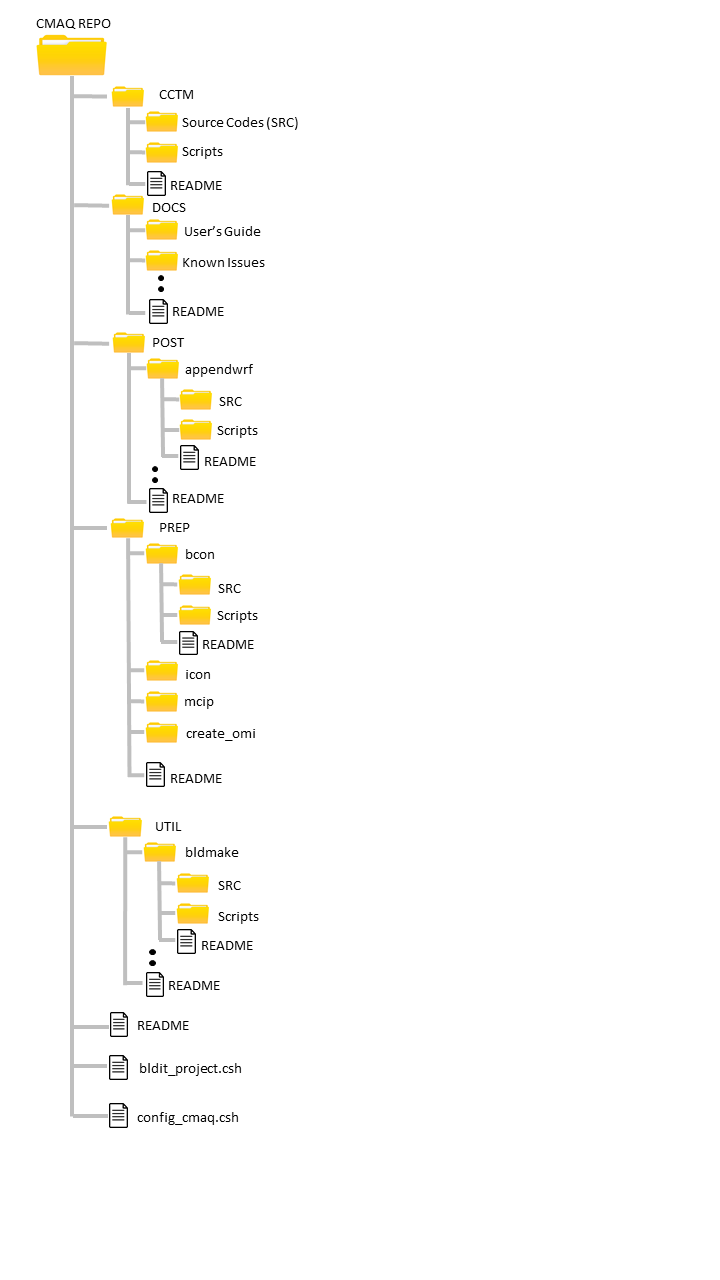 CMAQ REPO
CCTM
Source Codes (SRC)
Scripts
README
DOCS
User’s Guide
Known Issues
README
POST
appendwrf
SRC
Scripts
README
README
PREP
bcon
SRC
Scripts
README
icon
mcip
create_omi
README
UTIL
bldmake
SRC
Scripts
README
README
README
bldit_project.csh
config_cmaq.csh